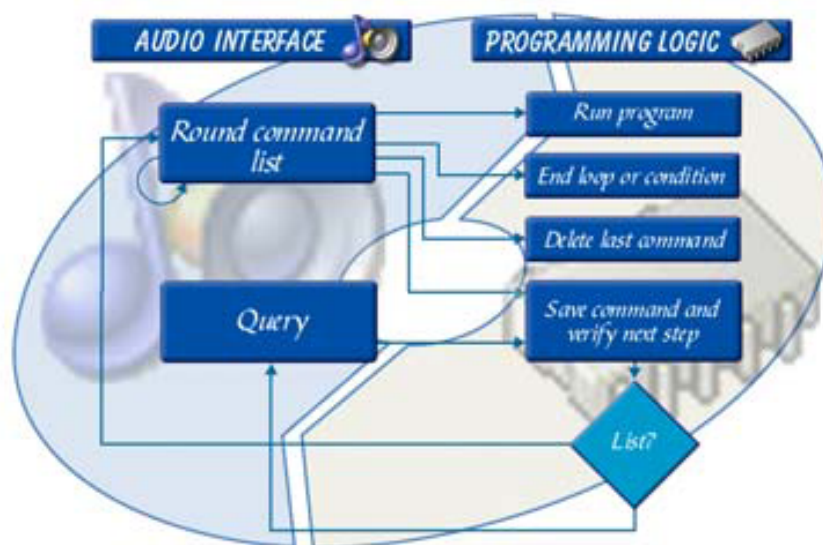 AUDIO INTERFACE
PROGRAMMING LOGIC
Round command
list
Run program
End loop or condition
Delete last command
Query
Save command and
verify next step
List?